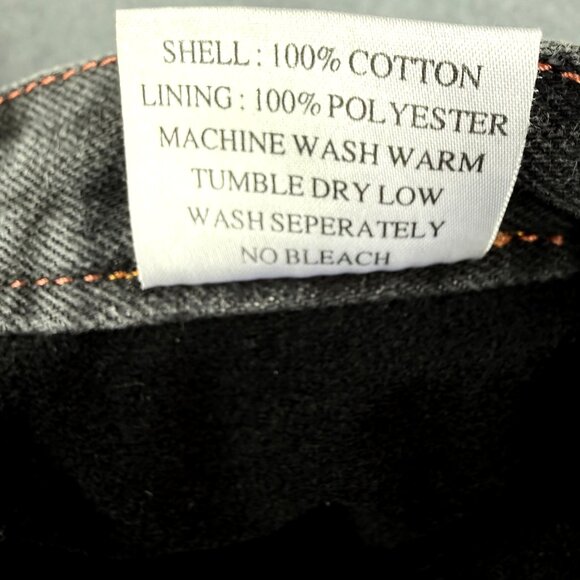 SHELL : 100% COTTON
LINING : 100% POLYESTER
MACHINE WASH WARM
TUMBLE DRY LOW
WASH SEPERATELY
NO BLEACH